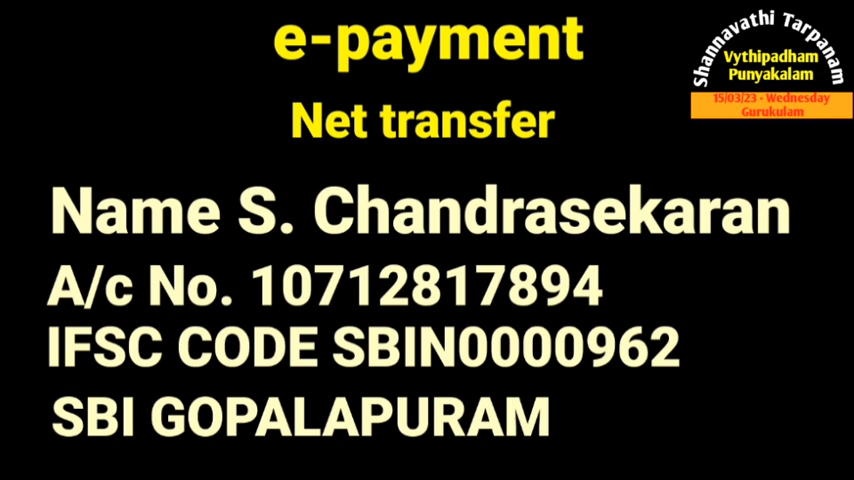 e-payment
Net transfer
Shannavathi Tarpanam
Vythipadham
Punyakalam
15/03/23 - Wednesday
Gurukulam
Name S. Chandrasekaran
A/c No. 10712817894
IFSC CODE SBIN0000962
SBI GOPALAPURAM